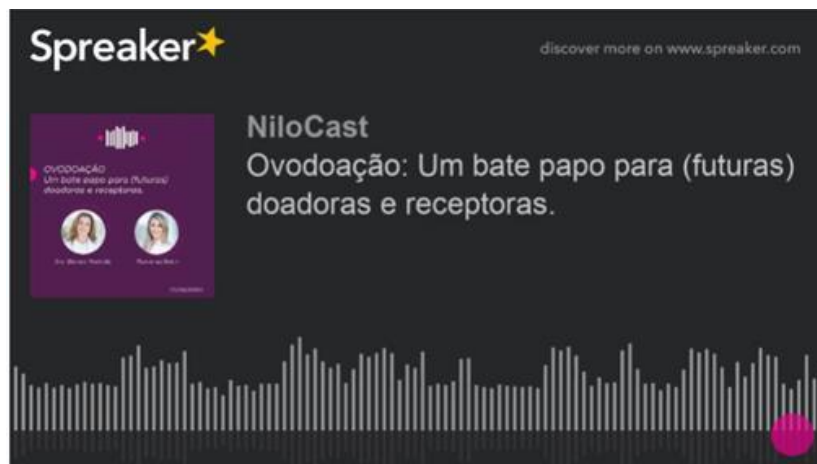 Spreaker
discover more on www.spreaker.com
NiloCast
Ovodoação: Um bate papo para (futuras)
doadoras e receptoras.
OVODOAÇÃO
Um bate papo para (futuras)
doadoras e receptoras.